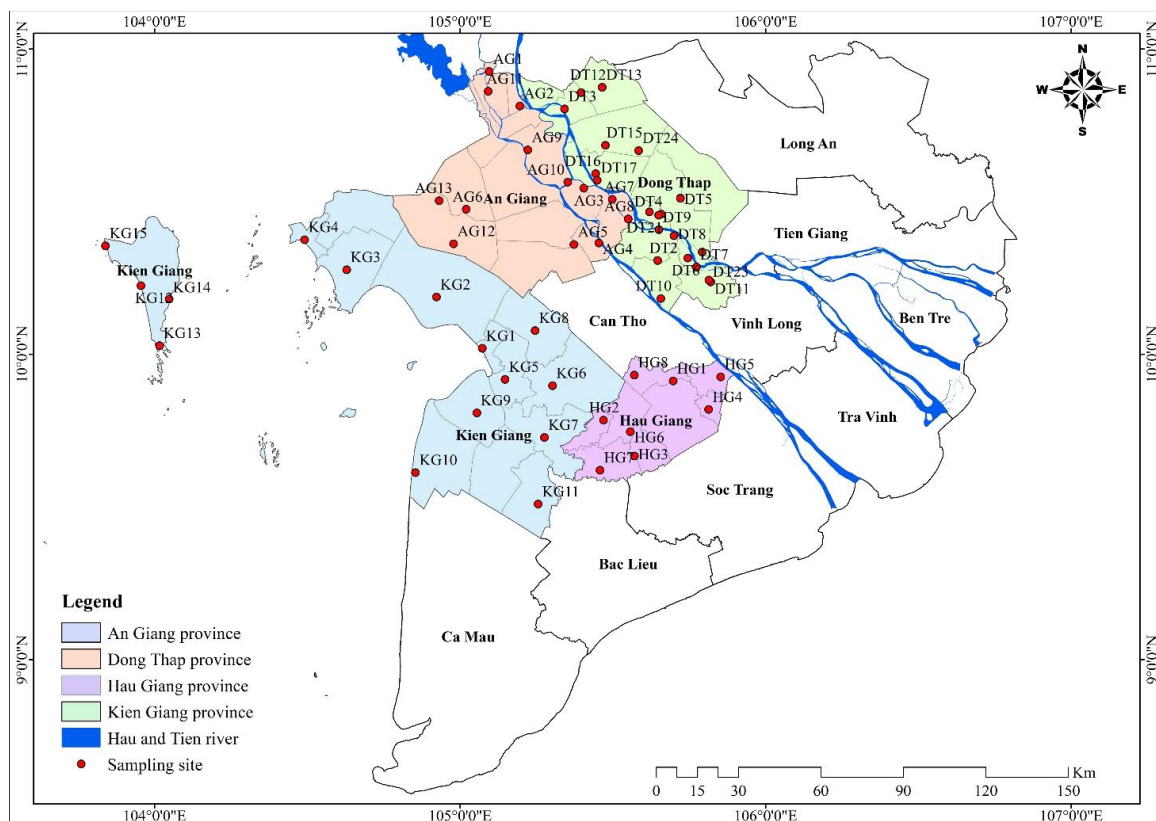 104°0'0"E 105°0'0"E 106°0'0"E 107°0'0"E
11°0'0"N 11°0'0"N
N
W E
S
AG1
AG11
AG2
DT12 DT13
DT3
AG9
DT15
DT24
Long An
DT16
DT17
AG10
AG7
Dong Thap
AG13
AG6
An Giang
AG3
DT4
DT5
AG8
DT9
KG4
AG12
AG5
AG4
DT21
DT8
Tien Giang
KG15
Kien Giang
KG3
DT2
DT7
DT6
DT23
DT11
KG12
KG14
KG2
DT10
KG8
Can Tho
Vinh Long
Ben Tre
KG13
KG1
10°0'0"N 10°0'0"N
KG5
KG6
HG8
HG1
HG5
KG9
HG2
Hau Giang
HG4
Tra Vinh
Kien Giang
KG7
HG6
KG10
HG7
HG3
KG11
Soc Trang
Bac Lieu
Legend
An Giang province
Dong Thap province
Hau Giang province
Kien Giang province
Hau and Tien river
Sampling site
Ca Mau
9°0'0"N 9°0'0"N
Km
0 15 30 60 90 120 150
104°0'0"E 105°0'0"E 106°0'0"E 107°0'0"E